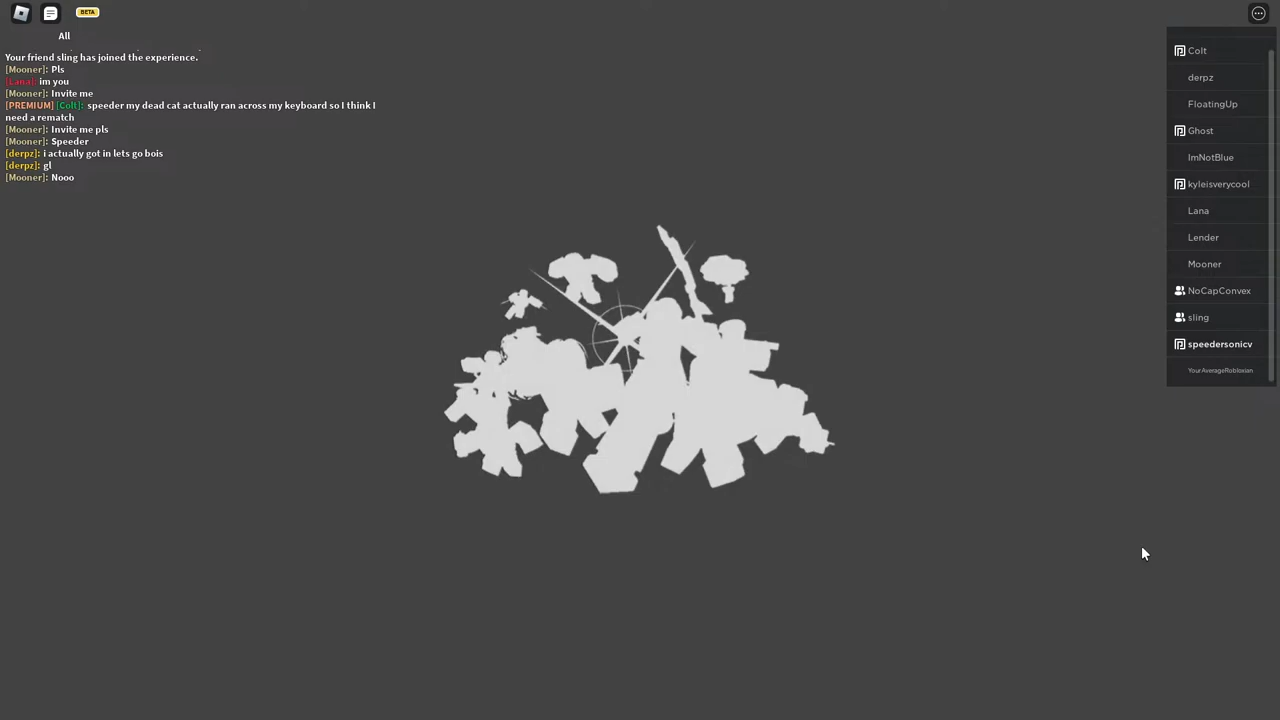 BETA
All
Your friend sling has joined the experience.
[Mooner]: Pls
[Lana]: im you
[Mooner]: Invite me
[PREMIUM] [Colt]: speeder my dead cat actually ran across my keyboard so I think I
need a rematch
[Mooner]: Invite me pls
[Mooner]: Speeder
[derpz]: i actually got in lets go bois
[derpz]: gl
[Mooner]: Nooo
Colt
derpz
FloatingUp
Ghost
ImNotBlue
kyleisverycool
Lana
Lender
Mooner
NoCapConvex
sling
speedersonicv
YourAverageRobloxian